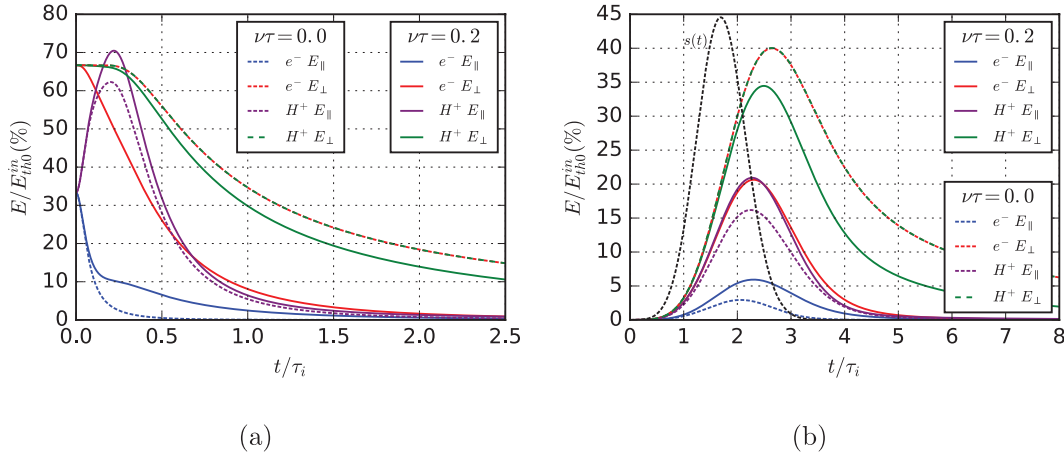 80
70
60
50
40
30
20
10
0
E/E_{th0}^{in}(%)
0.0 0.5 1.0 1.5 2.0 2.5
t/τ_i
ντ=0.0
e⁻ E_∥
e⁻ E_⊥
H⁺ E_∥
H⁺ E_⊥
ντ=0.2
e⁻ E_∥
e⁻ E_⊥
H⁺ E_∥
H⁺ E_⊥
(a)
45
40
35
30
25
20
15
10
5
0
E/E_{th0}^{in}(%)
0 1 2 3 4 5 6 7 8
t/τ_i
s(t)
ντ=0.2
e⁻ E_∥
e⁻ E_⊥
H⁺ E_∥
H⁺ E_⊥
ντ=0.0
e⁻ E_∥
e⁻ E_⊥
H⁺ E_∥
H⁺ E_⊥
(b)